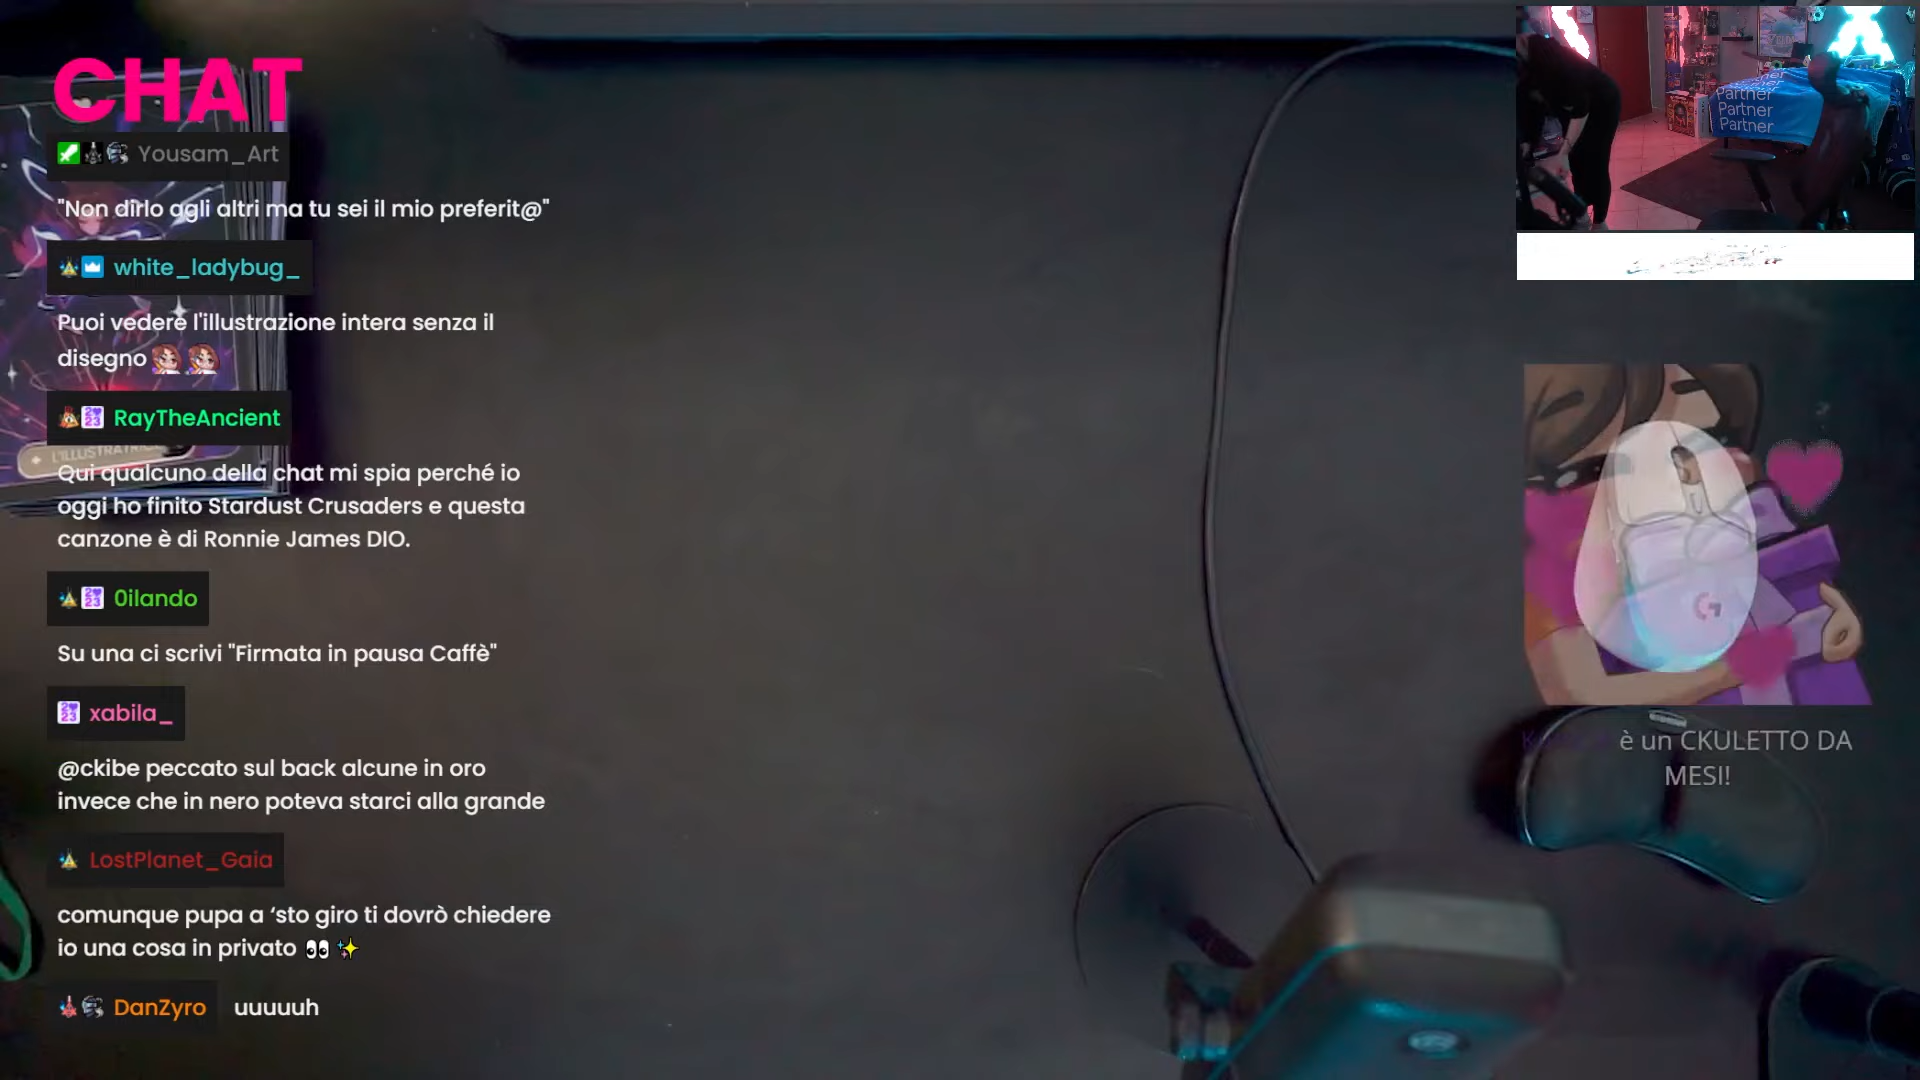 CHAT
Yousam_Art
"Non dirlo agli altri ma tu sei il mio preferit@"
white_ladybug_
Puoi vedere l'illustrazione intera senza il
disegno
RayTheAncient
L'ILLUSTRATRICE
Qui qualcuno della chat mi spia perché io
oggi ho finito Stardust Crusaders e questa
canzone è di Ronnie James DIO.
0ilando
Su una ci scrivi "Firmata in pausa Caffè"
xabila_
@ckibe peccato sul back alcune in oro
invece che in nero poteva starci alla grande
LostPlanet_Gaia
comunque pupa a ‘sto giro ti dovrò chiedere
io una cosa in privato 👀 ✨
DanZyro uuuuuh
Partner
Partner
Partner
è un CKULETTO DA
MESI!